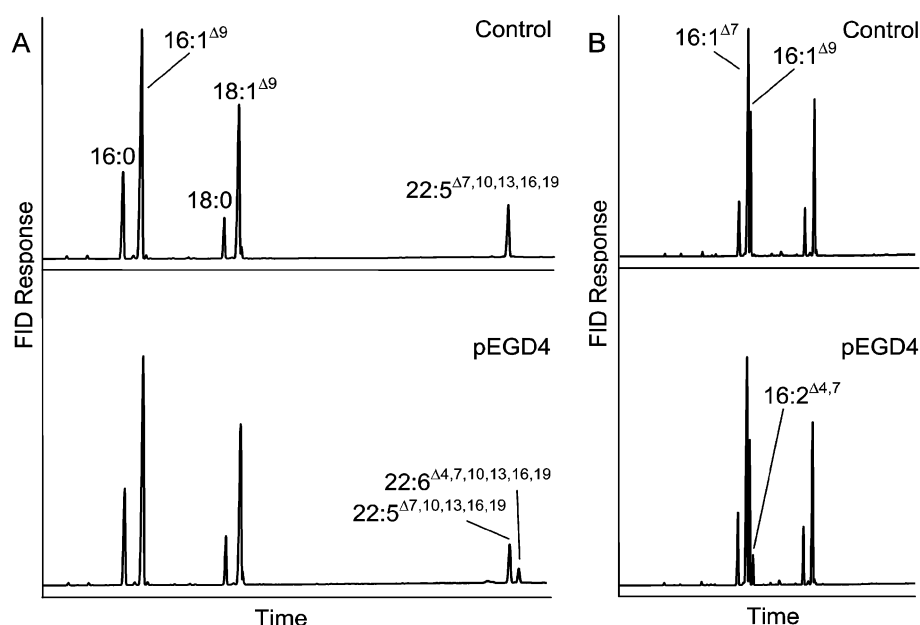 A
Control
16:1Δ9
18:1Δ9
16:0
18:0
22:5Δ7,10,13,16,19
pEGD4
22:6Δ4,7,10,13,16,19
22:5Δ7,10,13,16,19
FID Response
Time
B
Control
16:1Δ7
16:1Δ9
pEGD4
16:2Δ4,7
FID Response
Time